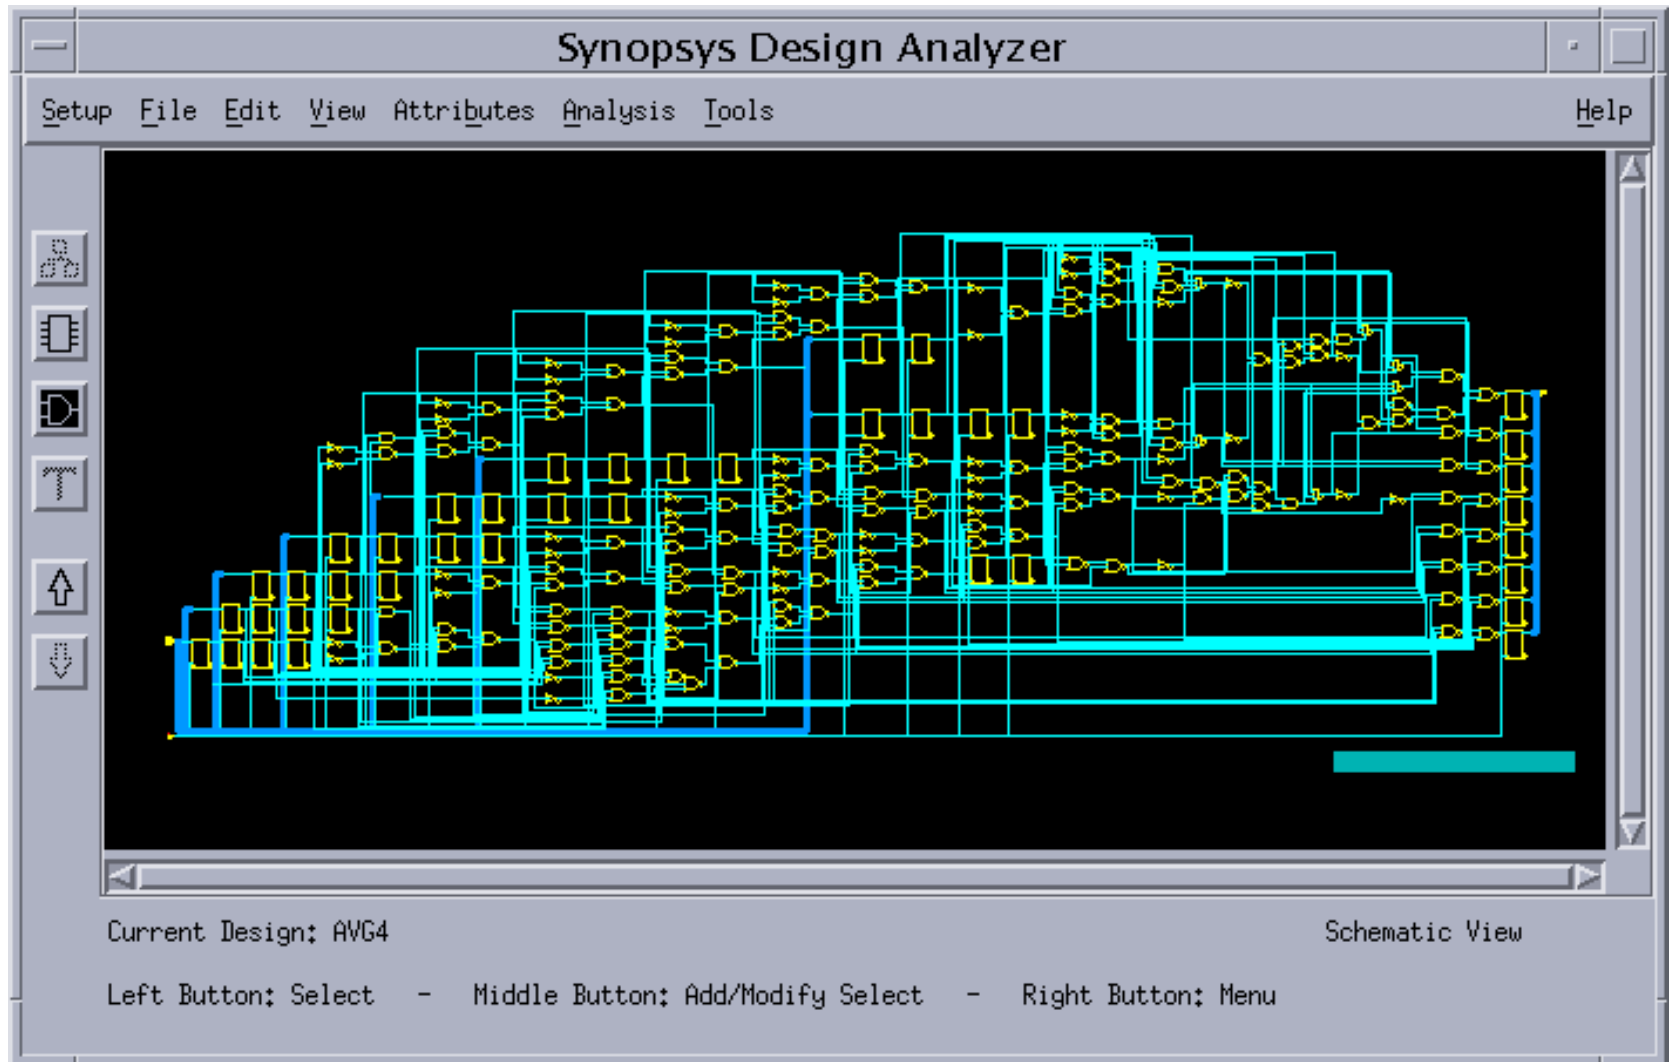 Synopsys Design Analyzer
Setup File Edit View Attributes Analysis Tools Help
Current Design: AVG4 Schematic View
Left Button: Select - Middle Button: Add/Modify Select - Right Button: Menu